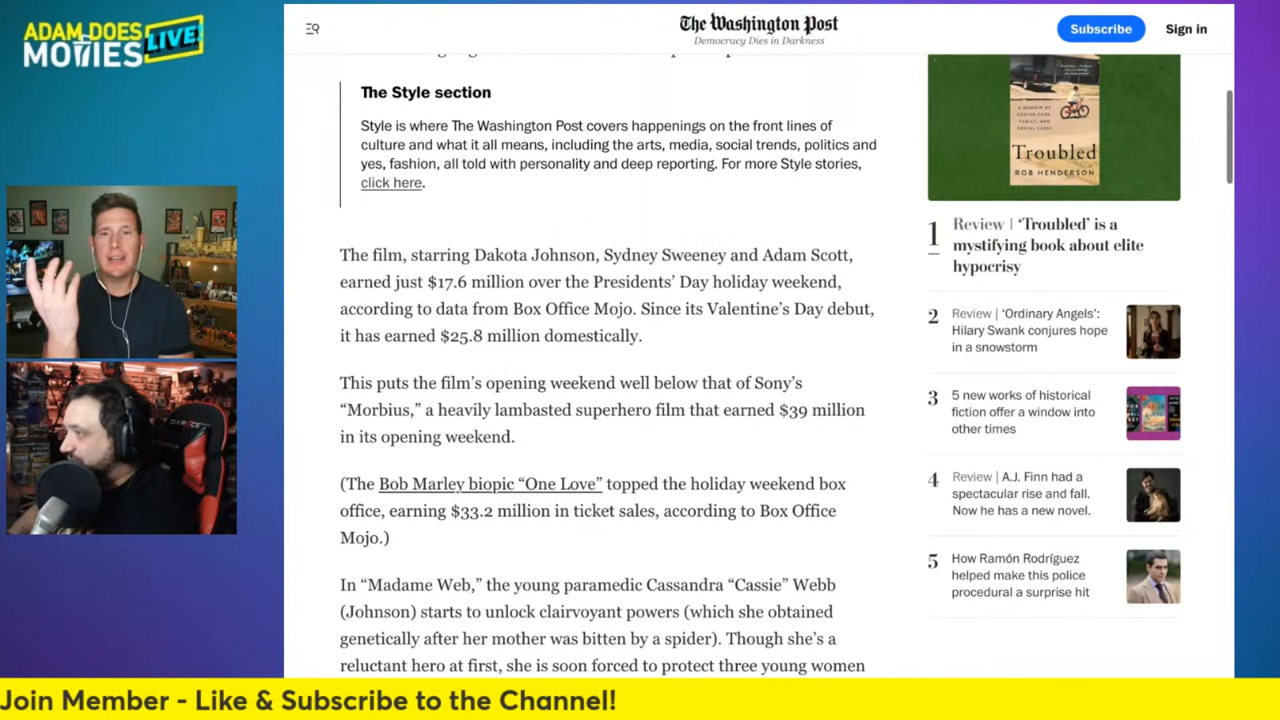 ADAM DOES
MOVIES LIVE!
The Washington Post
Democracy Dies in Darkness
Subscribe
Sign in
The Style section
Style is where The Washington Post covers happenings on the front lines of
culture and what it all means, including the arts, media, social trends, politics and
yes, fashion, all told with personality and deep reporting. For more Style stories,
click here.
The film, starring Dakota Johnson, Sydney Sweeney and Adam Scott,
earned just $17.6 million over the Presidents’ Day holiday weekend,
according to data from Box Office Mojo. Since its Valentine’s Day debut,
it has earned $25.8 million domestically.
This puts the film’s opening weekend well below that of Sony’s
“Morbius,” a heavily lambasted superhero film that earned $39 million
in its opening weekend.
(The Bob Marley biopic “One Love” topped the holiday weekend box
office, earning $33.2 million in ticket sales, according to Box Office
Mojo.)
In “Madame Web,” the young paramedic Cassandra “Cassie” Webb
(Johnson) starts to unlock clairvoyant powers (which she obtained
genetically after her mother was bitten by a spider). Though she’s a
reluctant hero at first, she is soon forced to protect three young women
Troubled
ROB HENDERSON
1
Review | ‘Troubled’ is a
mystifying book about elite
hypocrisy
2
Review | ‘Ordinary Angels’:
Hilary Swank conjures hope
in a snowstorm
3
5 new works of historical
fiction offer a window into
other times
4
Review | A.J. Finn had a
spectacular rise and fall.
Now he has a new novel.
5
How Ramón Rodríguez
helped make this police
procedural a surprise hit
Join Member - Like & Subscribe to the Channel!